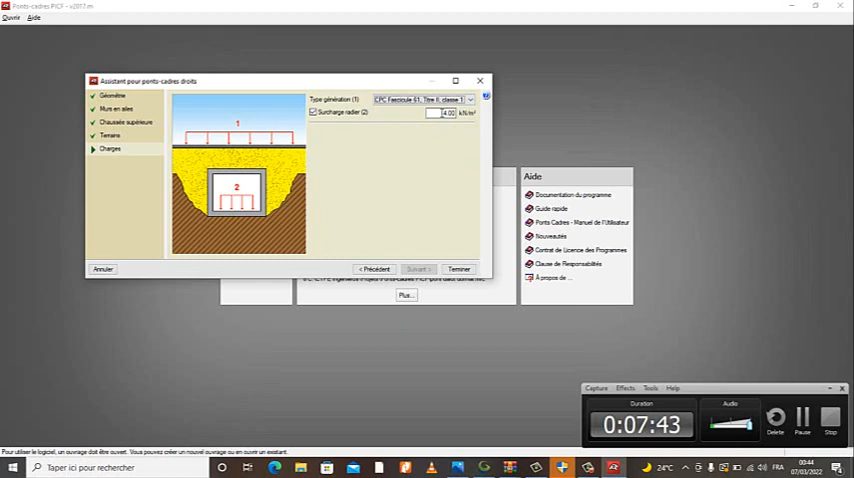 Ponts-cadres PICF - v2017.m
Ouvrir Aide
Assistant pour ponts-cadres droits
Géométrie
Murs en ailes
Chaussée supérieure
Terrains
Charges
1
2
Type génération (1) CPC Fascicule 61, Titre II, classe 1
Surcharge radier (2) 4.00 kN/m²
Annuler < Précédent Suivant > Terminer
Aide
Documentation du programme
Guide rapide
Ponts Cadres - Manuel de l'Utilisateur
Nouveautés
Contrat de Licence des Programmes
Clause de Responsabilités
À propos de ...
Plus...
Capture Effects Tools Help
Duration
0:07:43
Audio
Delete Pause Stop
Pour utiliser le logiciel, un ouvrage doit être ouvert. Vous pouvez créer un nouvel ouvrage ou en ouvrir un existant.
Taper ici pour rechercher
24°C
FRA
00:44
07/03/2022
4